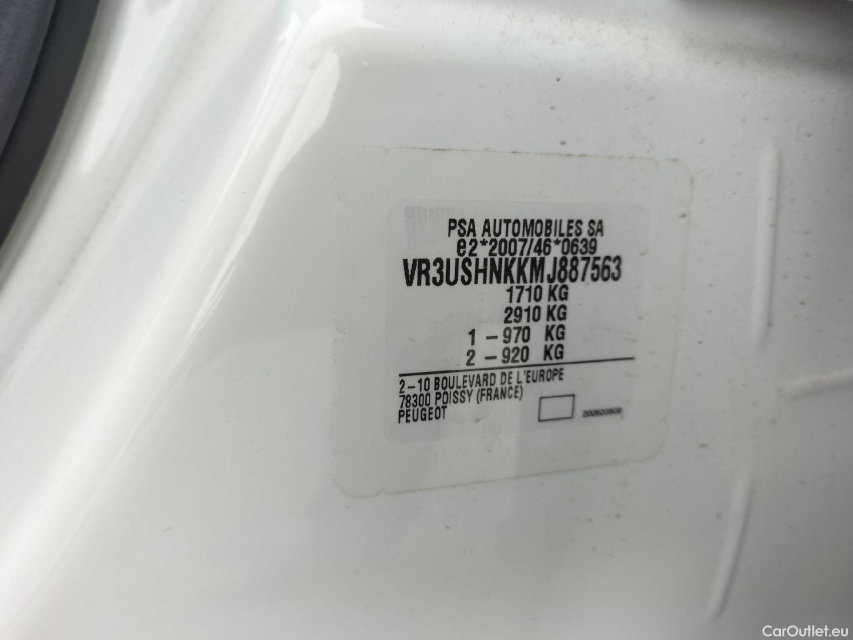 PSA AUTOMOBILES SA
e2*2007/46*0639
VR3USHNKKMJ887563
1710 KG
2910 KG
1 - 970 KG
2 - 920 KG
2-10 BOULEVARD DE L'EUROPE
78300 POISSY (FRANCE)
PEUGEOT
CarOutlet.eu